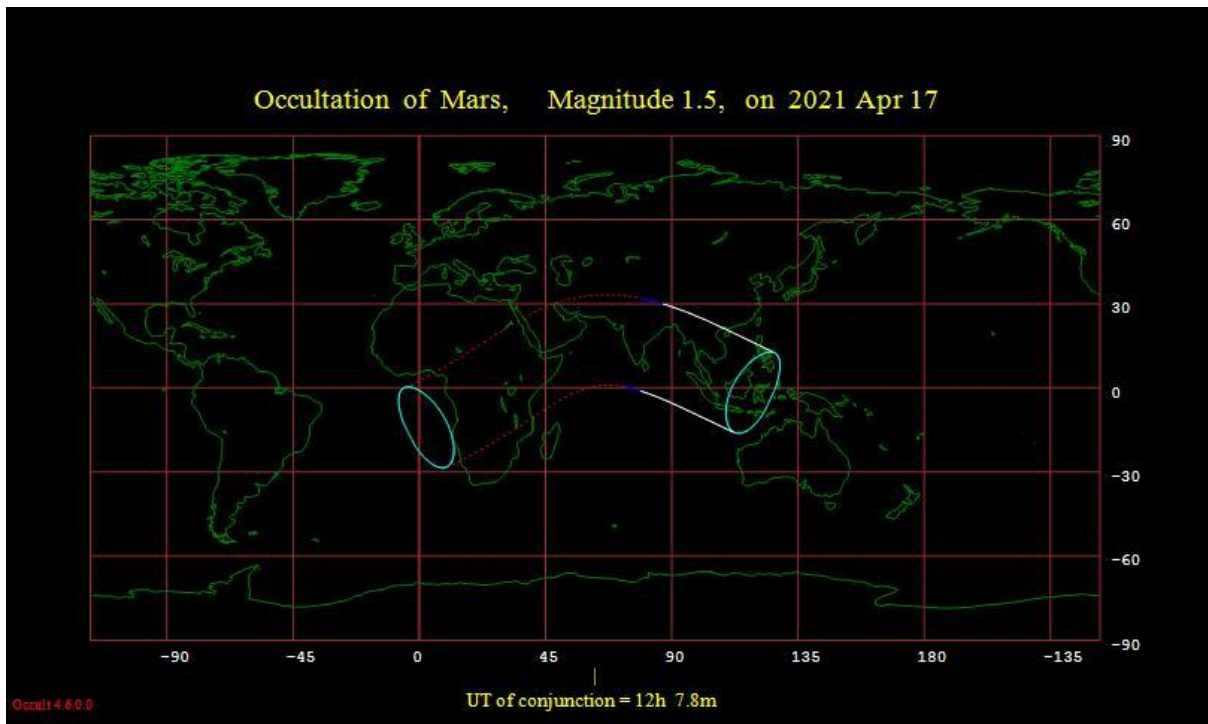 Occultation of Mars, Magnitude 1.5, on 2021 Apr 17
90
60
30
0
−30
−60
−90
−90 −45 0 45 90 135 180 −135
UT of conjunction = 12h 7.8m
Occult 4.6.0.0